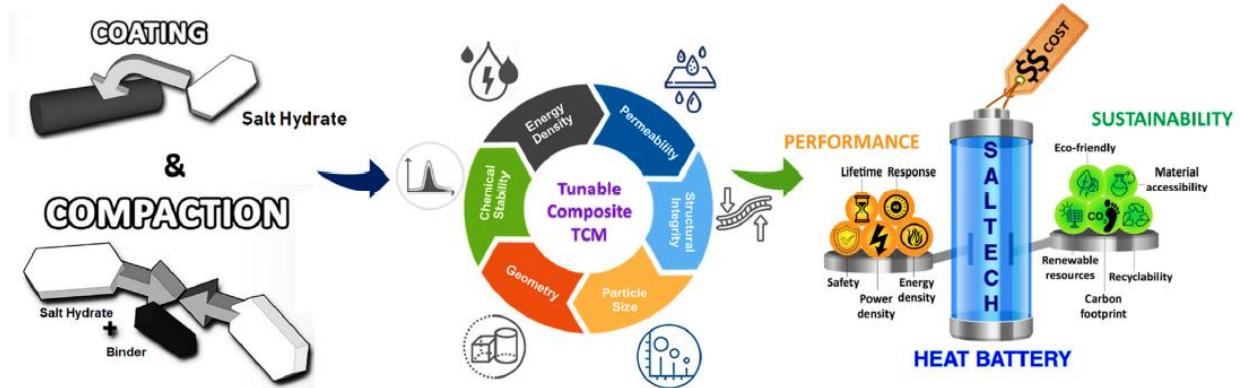 COATING
Salt Hydrate
&
COMPACTION
Salt Hydrate
+
Binder
Energy
Density
Permeability
Structural
Integrity
Particle
Size
Geometry
Chemical
Stability
Tunable
Composite
TCM
$$ COST
PERFORMANCE
Lifetime
Response
Safety
Power
density
Energy
density
SALTECH
SUSTAINABILITY
Eco-friendly
Material
accessibility
CO
Renewable
resources
Carbon
footprint
Recyclability
HEAT BATTERY